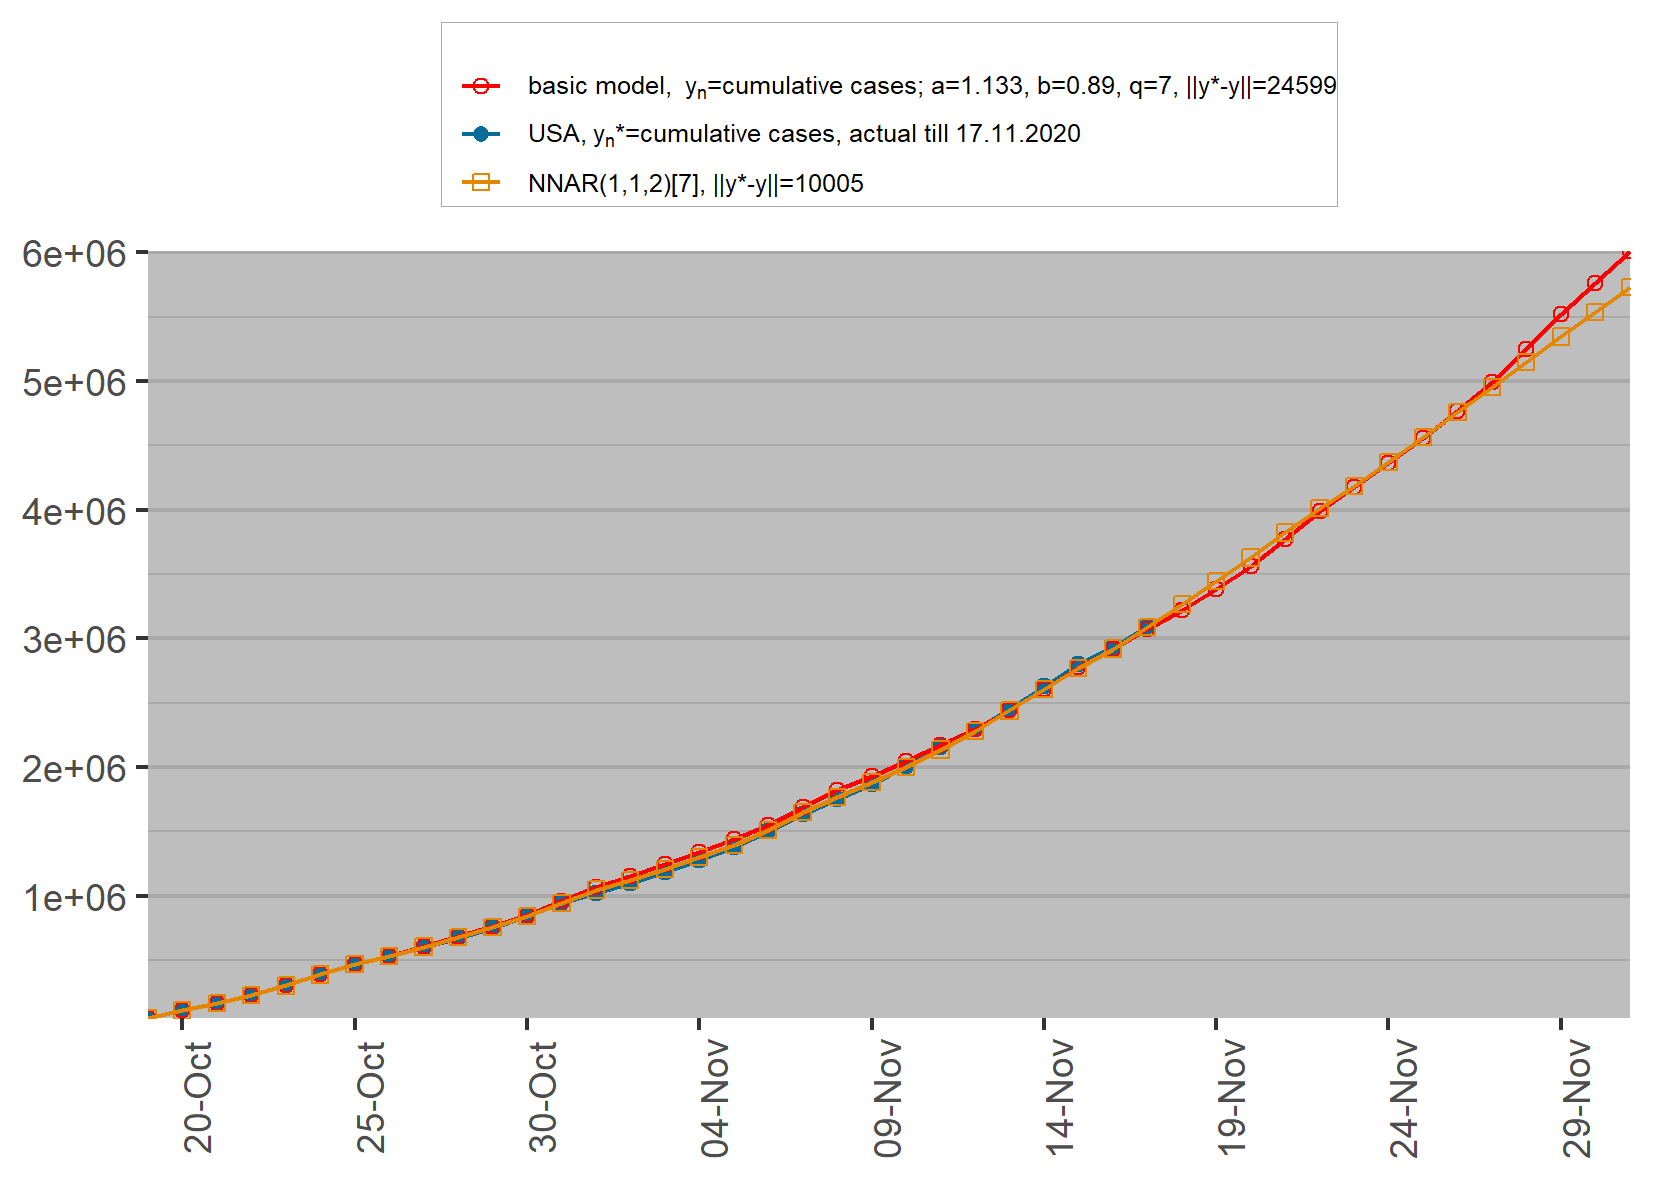 basic model,  yn=cumulative cases; a=1.133, b=0.89, q=7, ||y*-y||=24599
USA, yn*=cumulative cases, actual till 17.11.2020
NNAR(1,1,2)[7], ||y*-y||=10005
6e+06
5e+06
4e+06
3e+06
2e+06
1e+06
20-Oct
25-Oct
30-Oct
04-Nov
09-Nov
14-Nov
19-Nov
24-Nov
29-Nov